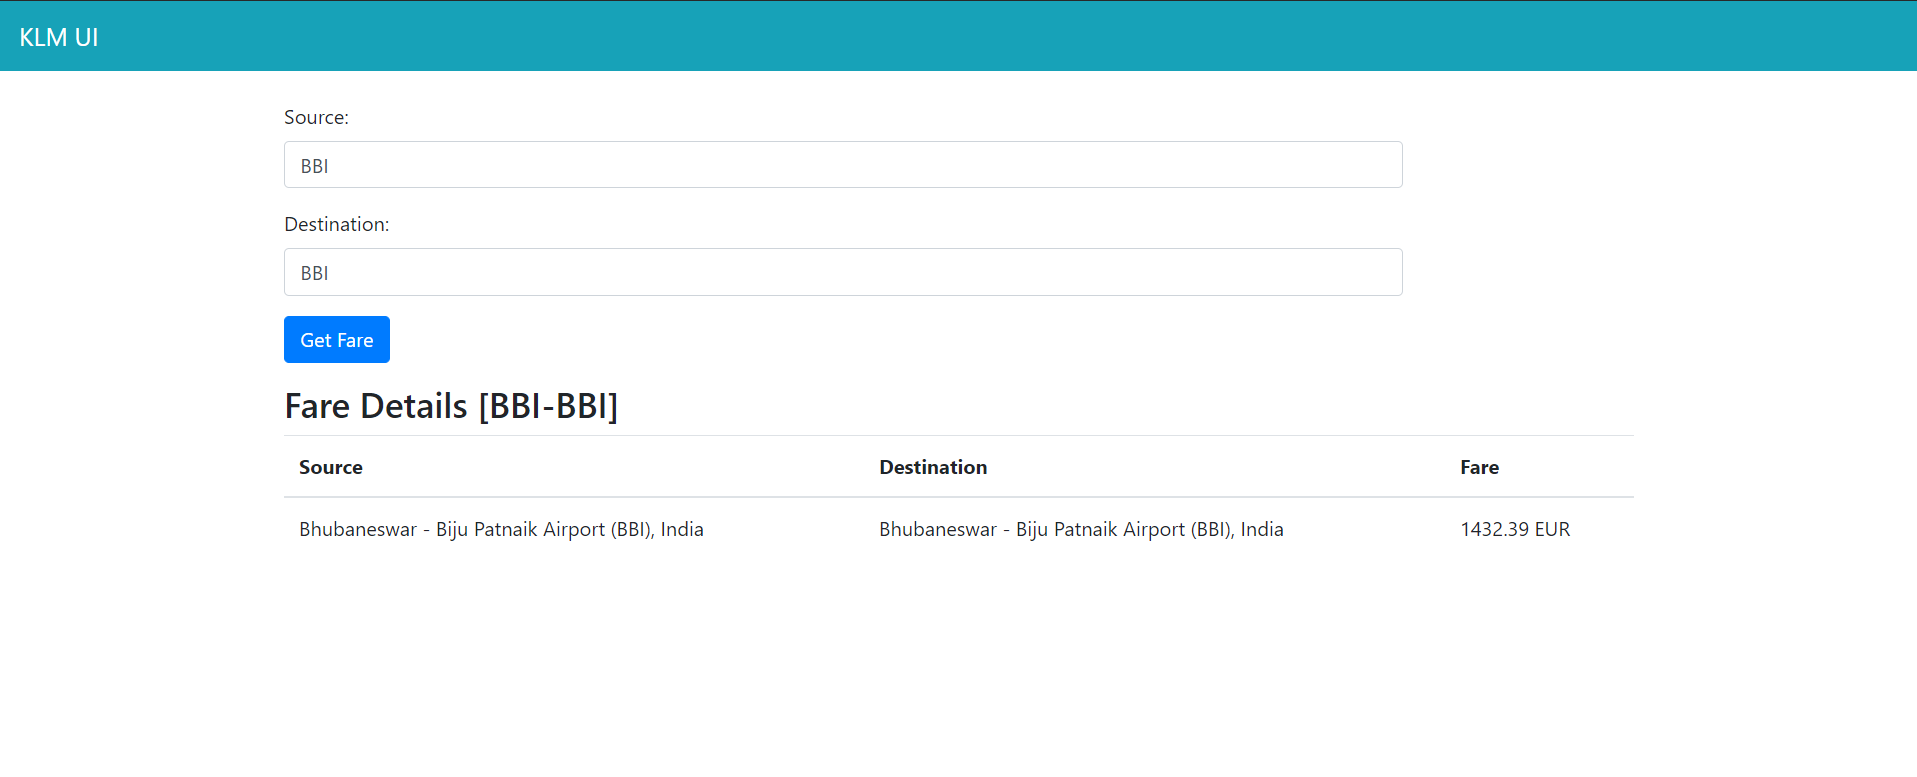 KLM UI
Source:
BBI
Destination:
BBI
Get Fare
Fare Details [BBI-BBI]
Source Destination Fare
Bhubaneswar - Biju Patnaik Airport (BBI), India Bhubaneswar - Biju Patnaik Airport (BBI), India 1432.39 EUR